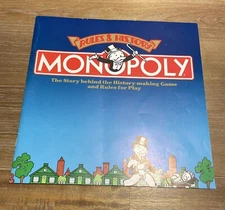 RULES & HISTORY
MONOPOLY
The Story behind the History-making Game
and Rules for Play